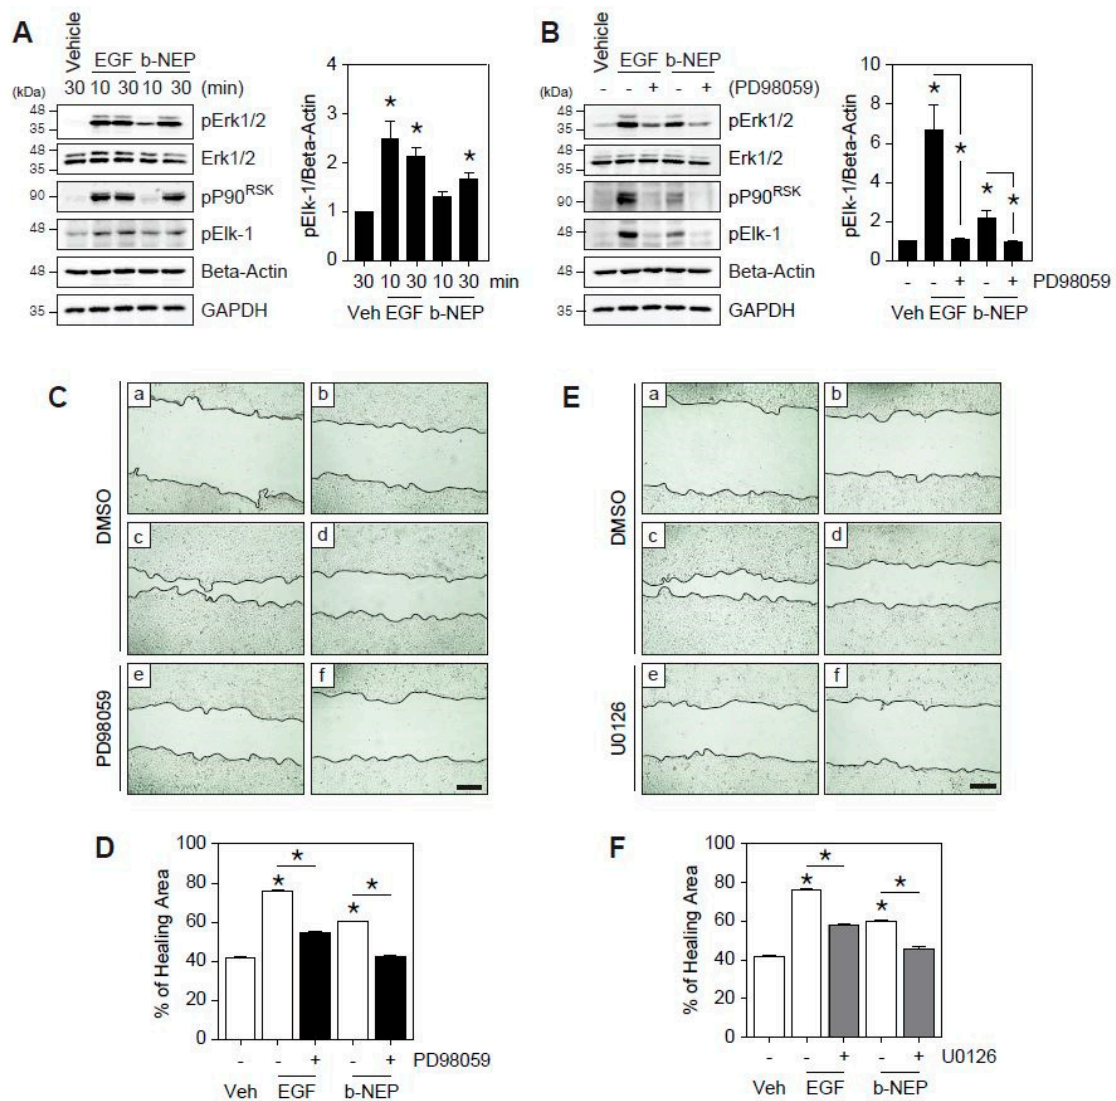 A
Vehicle
EGF b-NEP
(kDa) 30 10 30 10 30 (min)
48
35
pErk1/2
48
35
Erk1/2
90
pP90RSK
48
pElk-1
48
Beta-Actin
35
GAPDH
pElk-1/Beta-Actin
4
3
2
1
0
*
*
*
30 10 30 10 30 min
Veh EGF b-NEP
B
Vehicle
EGF b-NEP
(kDa) - - + - + (PD98059)
48
35
pErk1/2
48
35
Erk1/2
90
pP90RSK
48
pElk-1
48
Beta-Actin
35
GAPDH
pElk-1/Beta-Actin
10
8
6
4
2
0
*
*
*
*
- - + - + PD98059
Veh EGF b-NEP
C
DMSO
a
b
c
d
PD98059
e
f
E
DMSO
a
b
c
d
U0126
e
f
D
% of Healing Area
100
80
60
40
20
0
*
*
*
*
- - + - + PD98059
Veh EGF b-NEP
F
% of Healing Area
100
80
60
40
20
0
*
*
*
*
- - + - + U0126
Veh EGF b-NEP